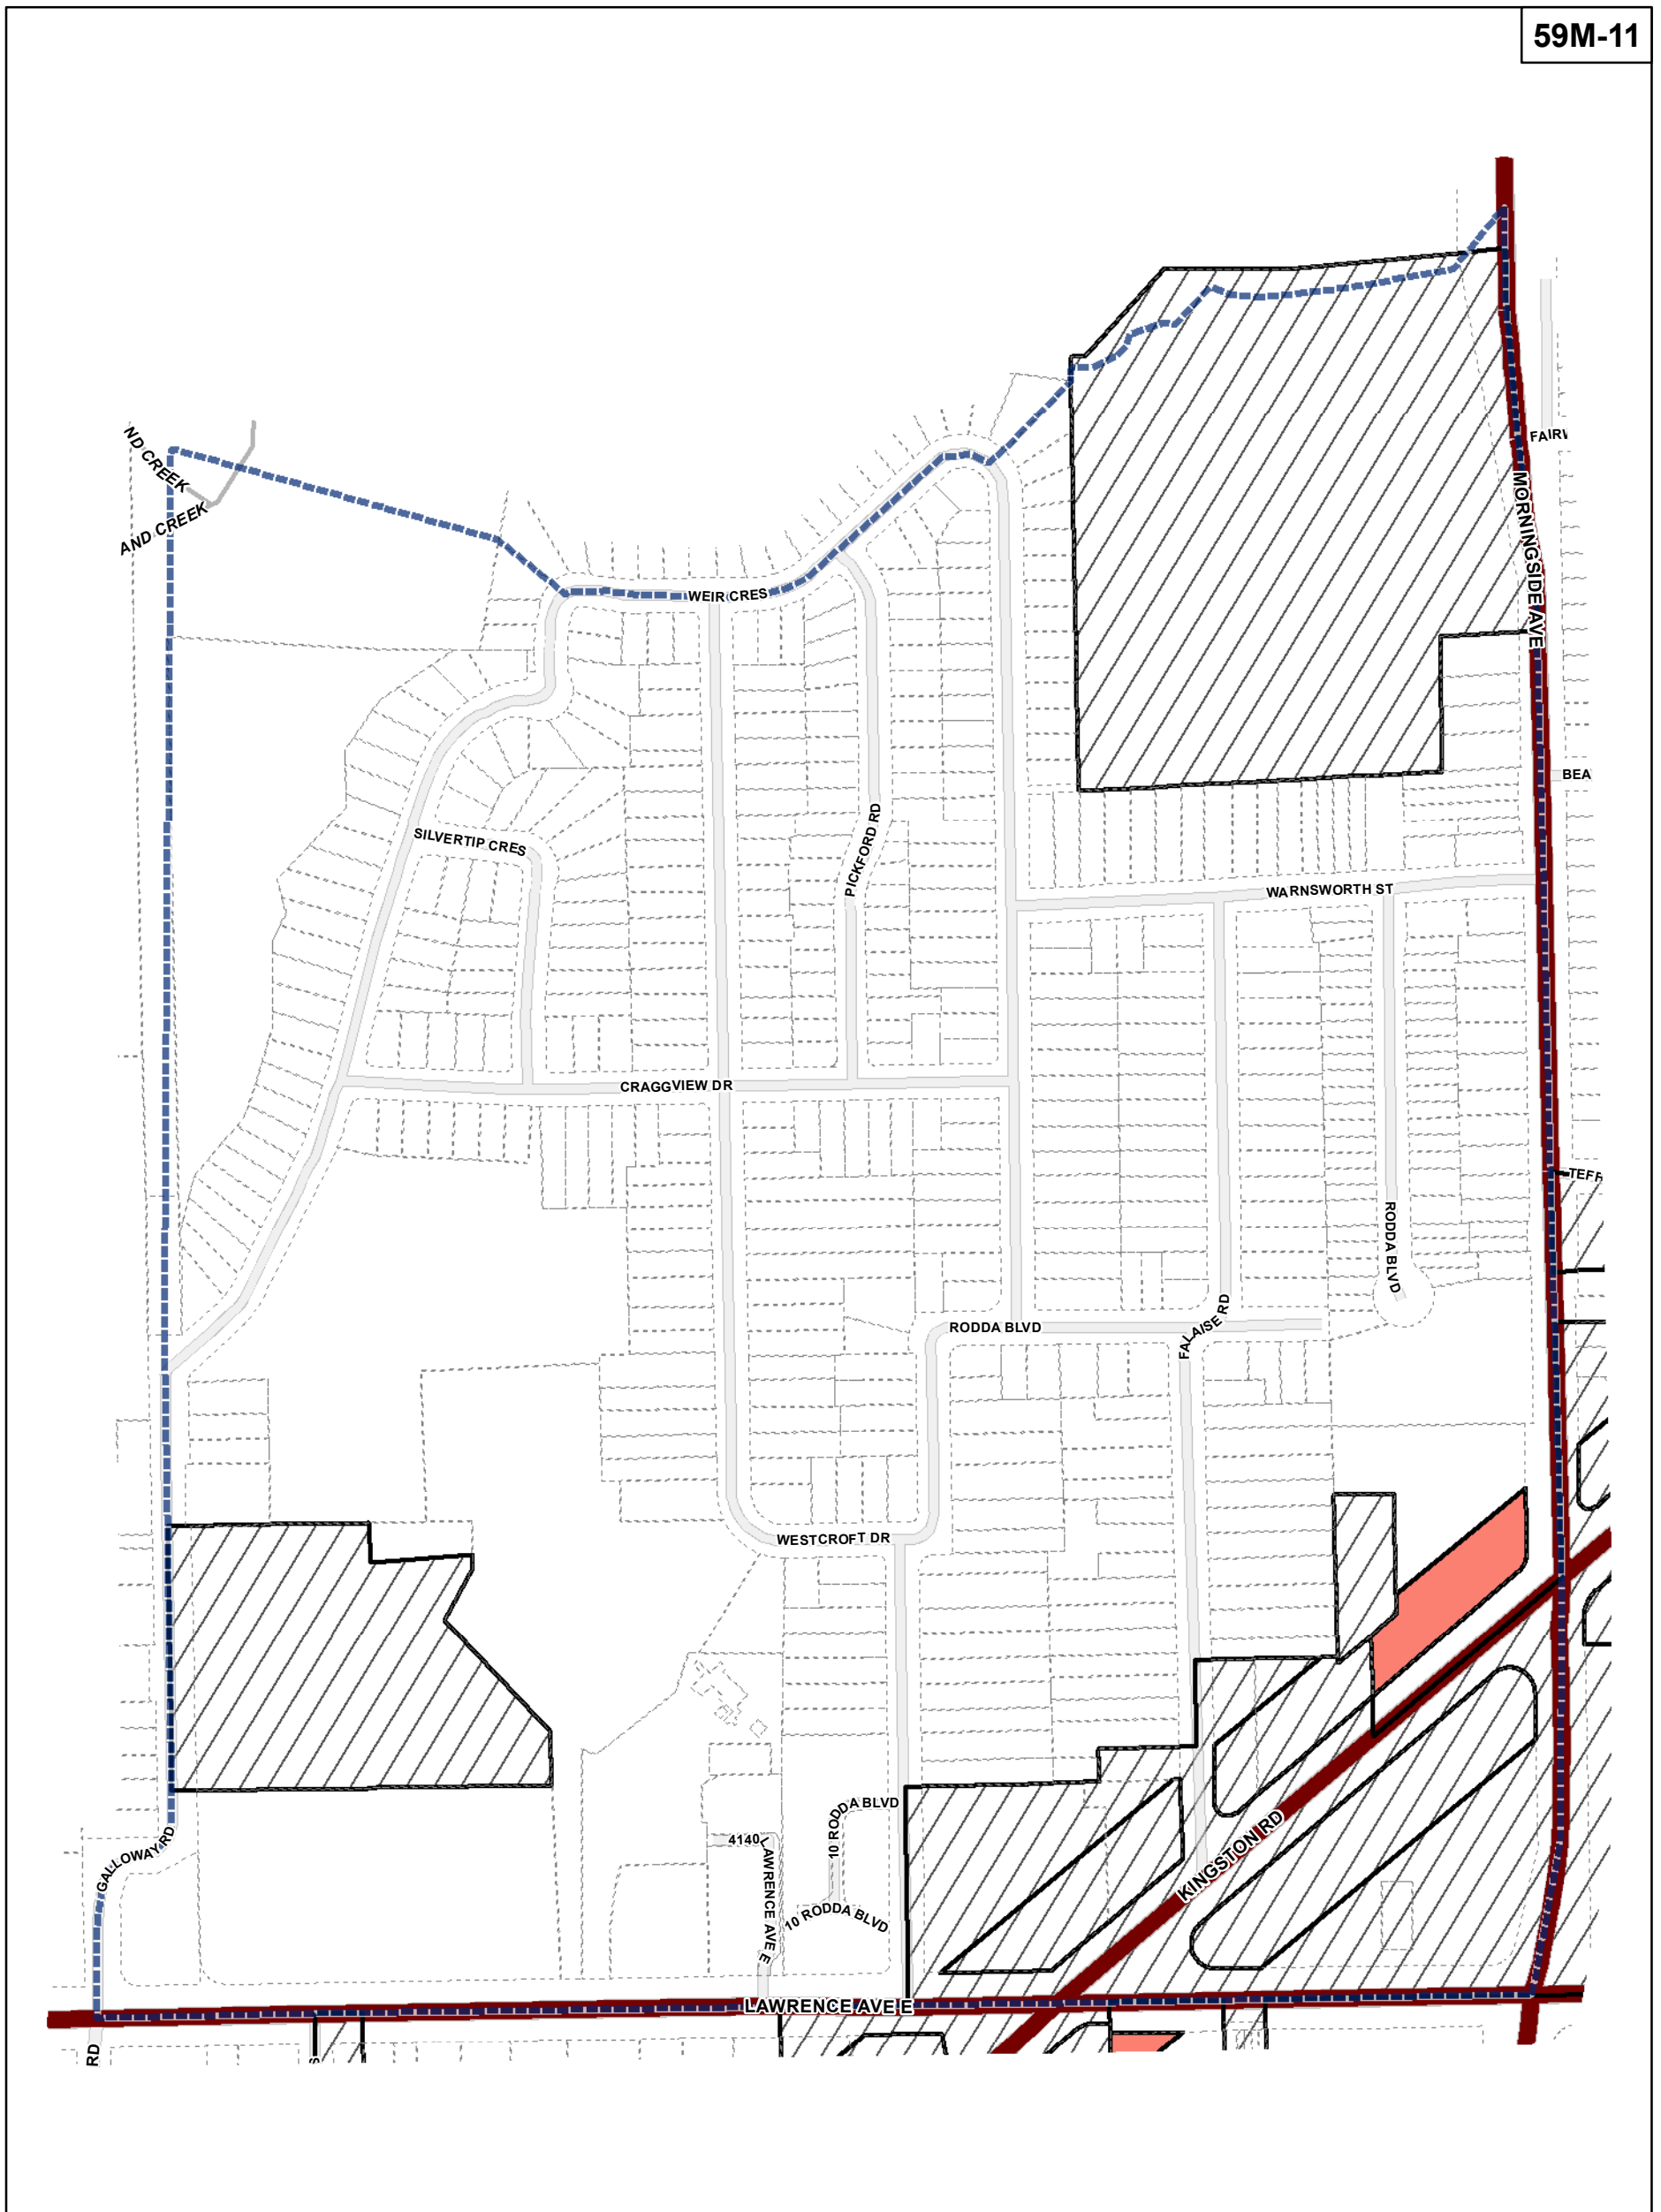 59M-11
FAIRV
ND CREEK
AND CREEK
MORNINGSIDE AVE
WEIR CRES
BEA
SILVERTIP CRES
PICKFORD RD
WARNSWORTH ST
CRAGGVIEW DR
TEFF
RODDA BLVD
RODDA BLVD
FALAISE RD
WESTCROFT DR
10 RODDA BLVD
4140 LAWRENCE AVE E
GALLOWAY RD
KINGSTON RD
10 RODDA BLVD
LAWRENCE AVE E
RD
S